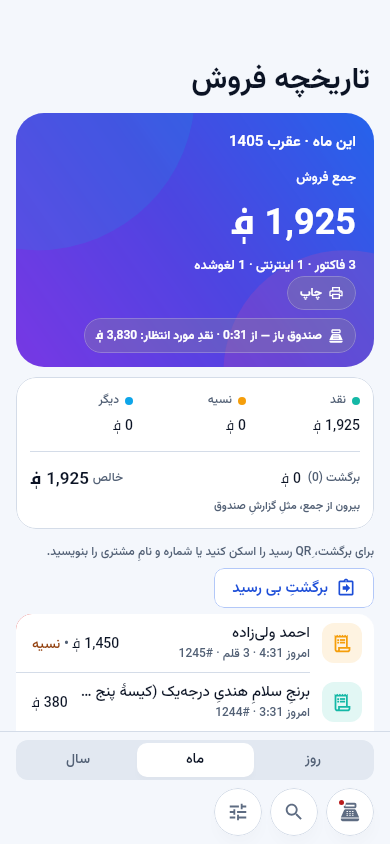 تاریخچه فروش
این ماه · عقرب 1405
جمع فروش
1,925 ؋
3 فاکتور · 1 اینترنتی · 1 لغوشده
چاپ
صندوق باز — از 0:31 · نقدِ مورد انتظار: 3,830 ؋
نقد
نسیه
دیگر
1,925 ؋
0 ؋
0 ؋
برگشت (0) 0 ؋
خالص 1,925 ؋
بیرون از جمع، مثلِ گزارشِ صندوق
برای برگشت، QR رسید را اسکن کنید یا شماره و نامِ مشتری را بنویسید.
برگشتِ بی رسید
احمد ولی‌زاده
امروز 4:31 · 3 قلم · #1245
1,450 ؋ • نسیه
برنجِ سلامِ هندیِ درجه‌یک (کیسهٔ پنج ...
امروز 3:31 · #1244
380 ؋
روز
ماه
سال